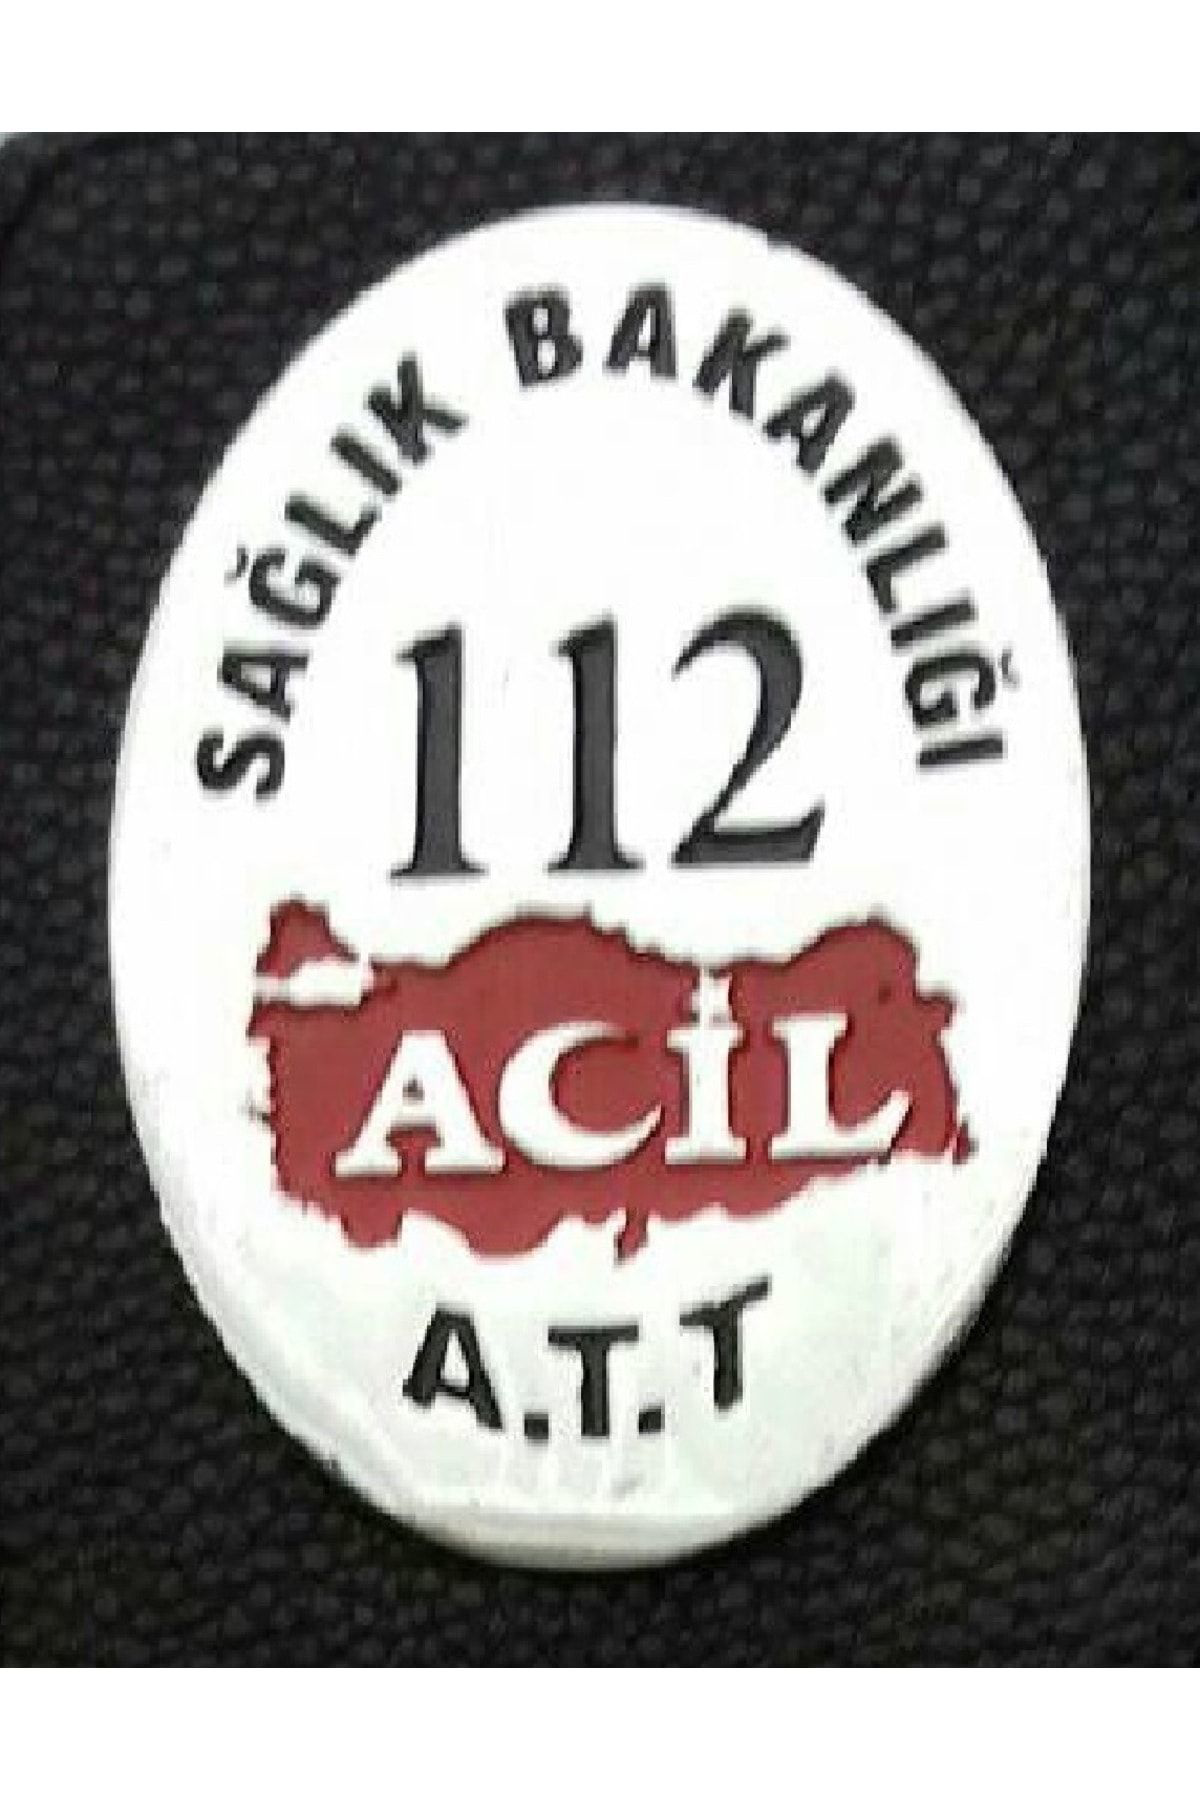 SAĞLIK BAKANLIĞI
112
ACİL
A.T.T